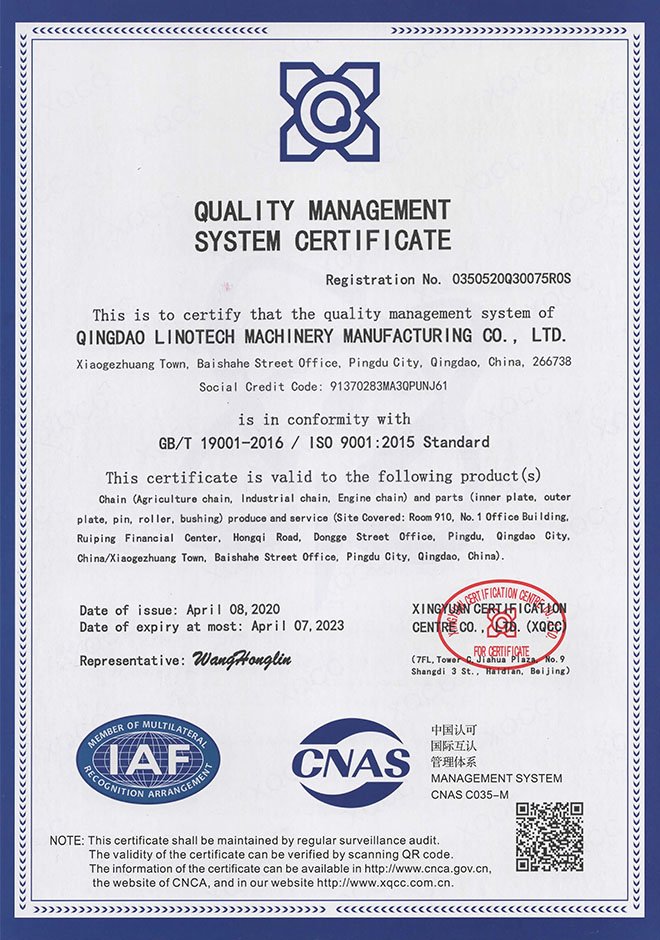 QUALITY MANAGEMENT
SYSTEM CERTIFICATE
Registration No. 0350520Q30075R0S
This is to certify that the quality management system of
QINGDAO LINOTECH MACHINERY MANUFACTURING CO., LTD.
Xiaogezhuang Town, Baishahe Street Office, Pingdu City, Qingdao, China, 266738
Social Credit Code: 91370283MA3QPUNJ61
is in conformity with
GB/T 19001-2016 / ISO 9001:2015 Standard
This certificate is valid to the following product(s)
Chain (Agriculture chain, Industrial chain, Engine chain) and parts (inner plate, outer
plate, pin, roller, bushing) produce and service (Site Covered: Room 910, No. 1 Office Building,
Ruiping Financial Center, Hongqi Road, Dongge Street Office, Pingdu, Qingdao City,
China/Xiaogezhuang Town, Baishahe Street Office, Pingdu City, Qingdao, China).
Date of issue: April 08,2020
Date of expiry at most: April 07,2023
Representative: WangHonglin
XINGYUAN CERTIFICATION
CENTRE CO., LTD. (XQCC)
(7FL,Tower C,Jiahua Plaza, No.9
Shangdi 3 St., Haidian, Beijing)
XINGYUAN CERTIFICATION CENTRE CO., LTD.
FOR CERTIFICATE
MEMBER OF MULTILATERAL
IAF
RECOGNITION ARRANGEMENT
CNAS
中国认可
国际互认
管理体系
MANAGEMENT SYSTEM
CNAS C035-M
NOTE: This certificate shall be maintained by regular surveillance audit.
The validity of the certificate can be verified by scanning QR code.
The information of the certificate can be available in http://www.cnca.gov.cn,
the website of CNCA, and in our website http://www.xqcc.com.cn.